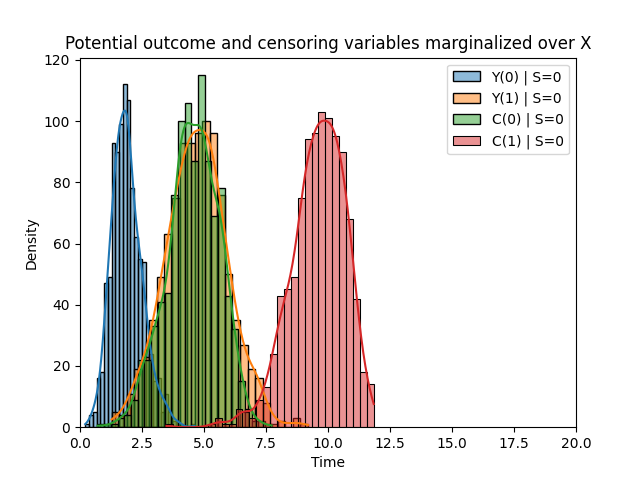 Potential outcome and censoring variables marginalized over X
120
100
80
60
40
20
0
Density
Y(0) | S=0
Y(1) | S=0
C(0) | S=0
C(1) | S=0
0.0 2.5 5.0 7.5 10.0 12.5 15.0 17.5 20.0
Time